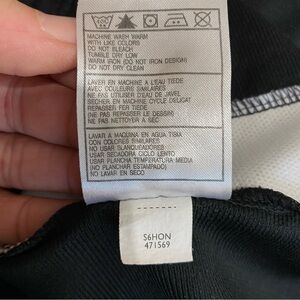 MACHINE WASH WARM
WITH LIKE COLORS
DO NOT BLEACH
TUMBLE DRY LOW
WARM IRON (DO NOT IRON DESIGN)
DO NOT DRY CLEAN
LAVER EN MACHINE A L'EAU TIEDE
AVEC COULEURS SIMILAIRES
NE PAS UTILISER D'EAU DE JAVEL
SECHER EN MACHINE CYCLE DELICAT
REPASSER FER TIEDE
(NE PAS REPASSER LE DESSIN)
NE PAS NETTOYER A SEC
LAVAR A MAQUINA EN AGUA TIBIA
CON COLORES SIMILARES
NO USAR BLANQUEADORES
USAR SECADORA CICLO LENTO
USAR PLANCHA TEMPERATURA MEDIA
(NO PLANCHAR ESTAMPADO)
NO LAVAR EN SECO
S6HON
471569